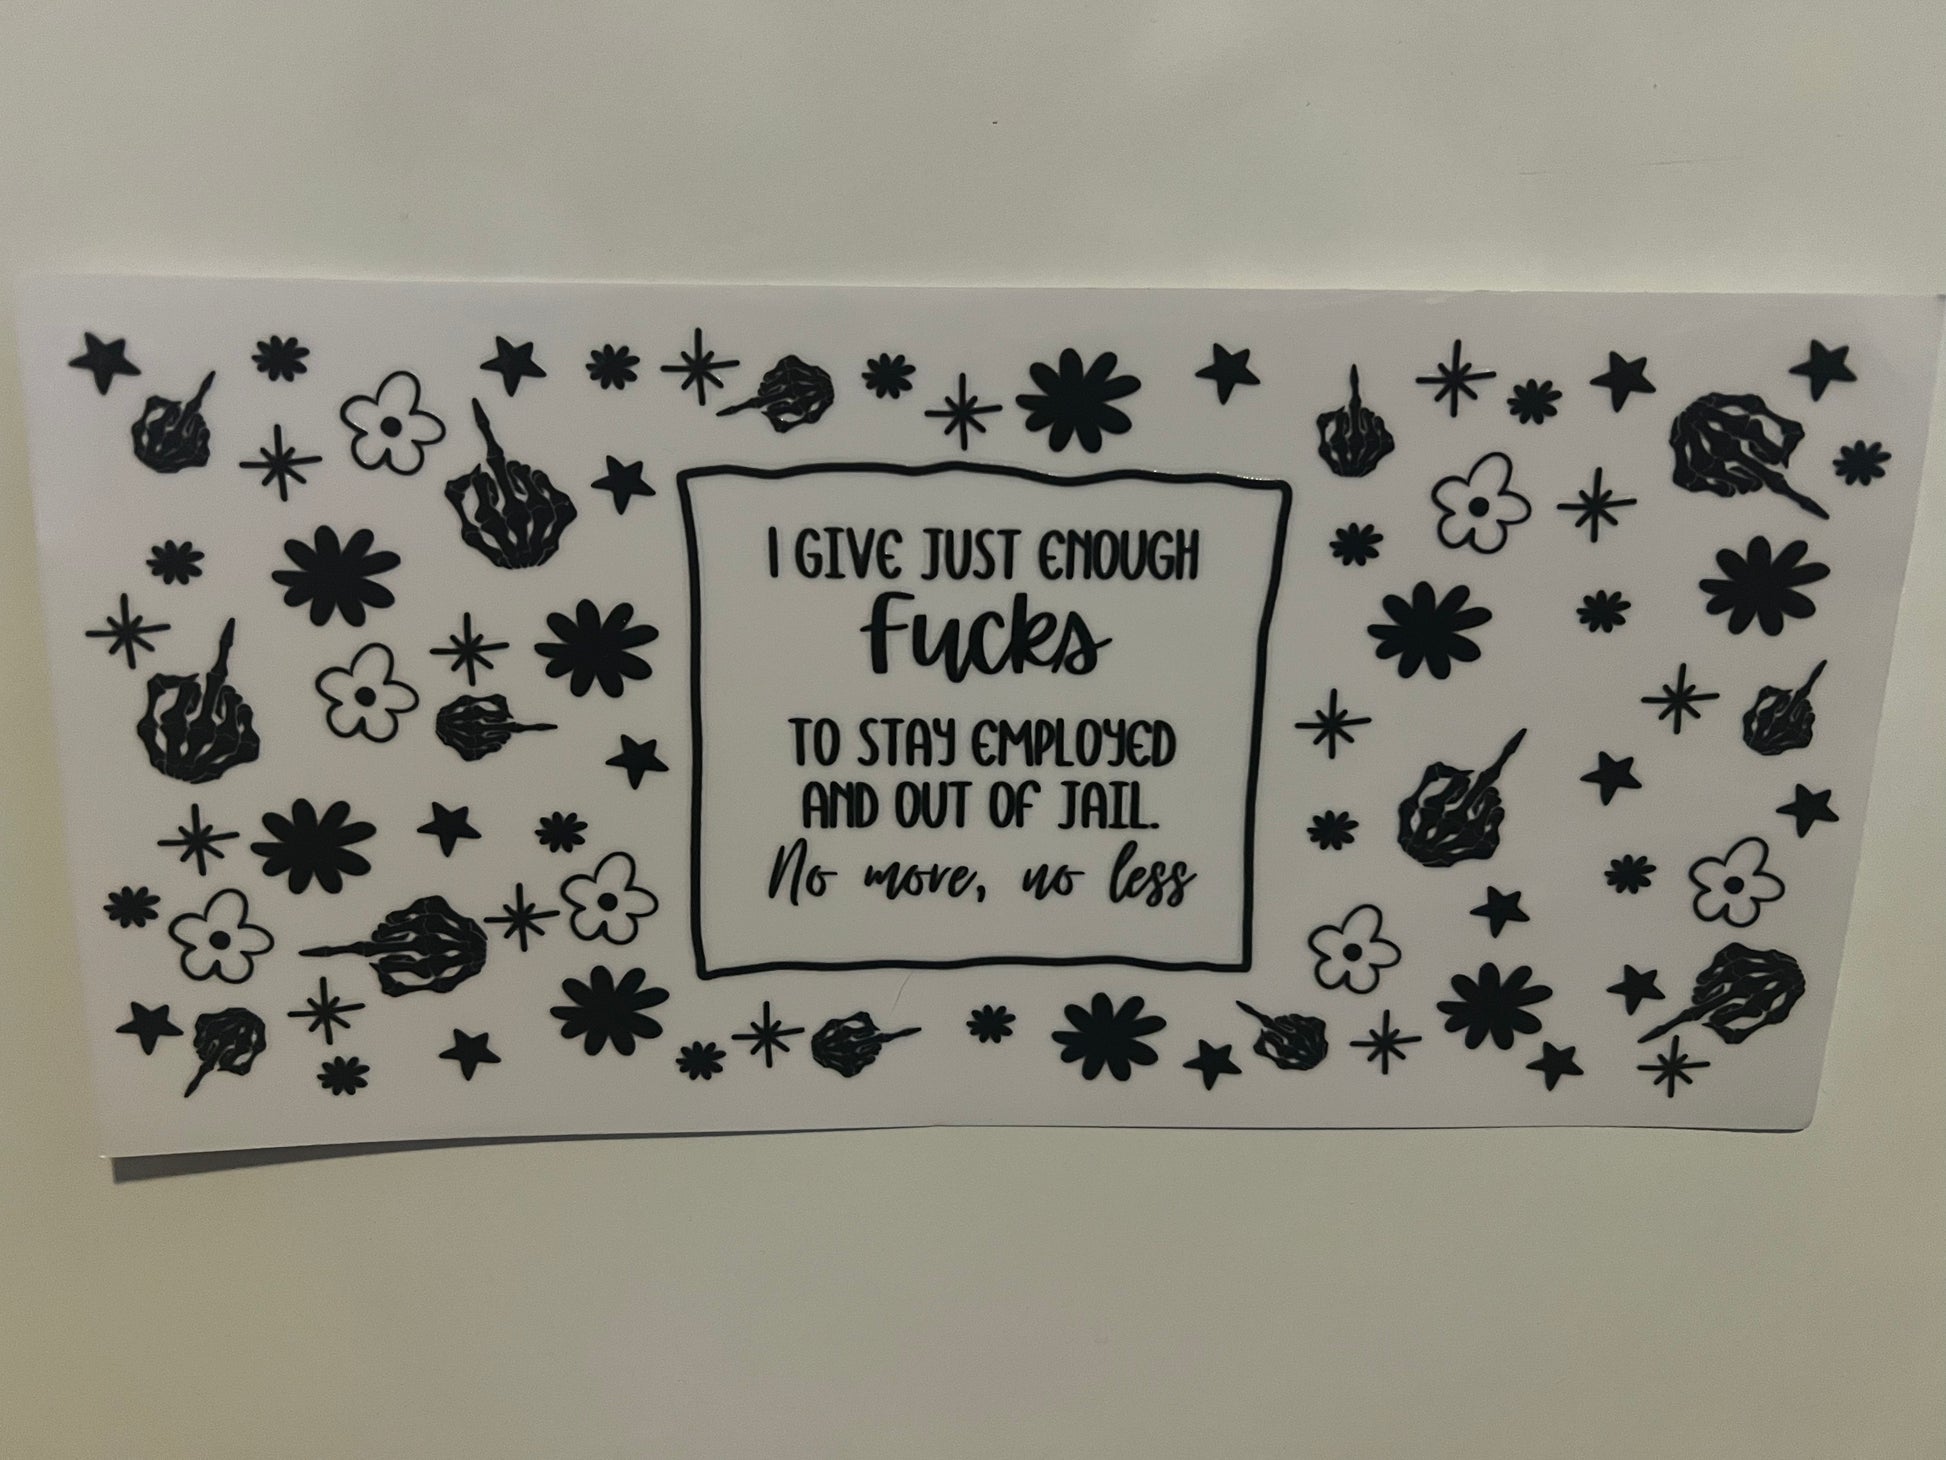 I GIVE JUST ENOUGH
Fucks
TO STAY EMPLOYED
AND OUT OF JAIL.
No more, no less